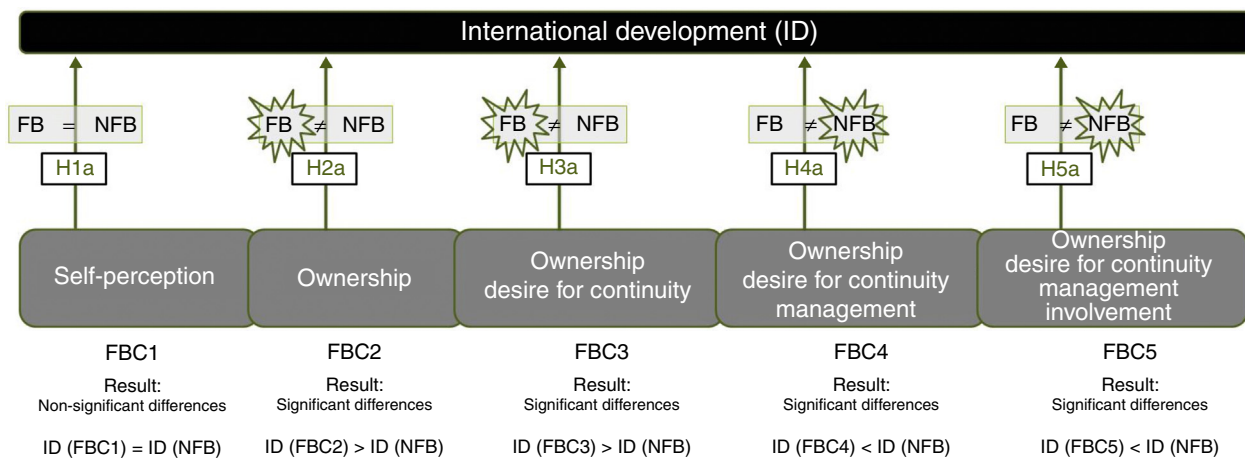 International development (ID)
FB = NFB
FB ≠ NFB
FB ≠ NFB
FB ≠ NFB
FB ≠ NFB
H1a
H2a
H3a
H4a
H5a
Self-perception
Ownership
Ownership
desire for continuity
Ownership
desire for continuity
management
Ownership
desire for continuity
management
involvement
FBC1
FBC2
FBC3
FBC4
FBC5
Result:
Non-significant differences
Result:
Significant differences
Result:
Significant differences
Result:
Significant differences
Result:
Significant differences
ID (FBC1) = ID (NFB)
ID (FBC2) > ID (NFB)
ID (FBC3) > ID (NFB)
ID (FBC4) < ID (NFB)
ID (FBC5) < ID (NFB)